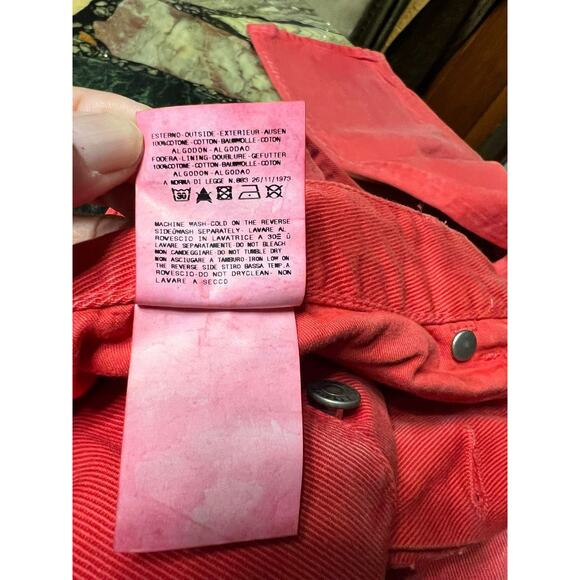 ESTERNO-OUTSIDE-EXTERIEUR-AUSEN
100%COTONE-COTTON-BAUMWOLLE-COTON
ALGODON-ALGODAO
FODERA-LINING-DOUBLURE-GEFUTTER
100%COTONE-COTTON-BAUMWOLLE-COTON
ALGODON-ALGODAO
A NORMA DI LEGGE N.883 26/11/1973
30
MACHINE WASH-COLD ON THE REVERSE
SIDEÙWASH SEPARATELY- LAVARE AL
ROVESCIO IN LAVATRICE A 30E Ù
LAVARE SEPARATAMENTE-DO NOT BLEACH
NON CANDEGGIARE-DO NOT TUMBLE DRY
NON ASCIUGARE A TAMBURO-IRON LOW ON
THE REVERSE SIDE STIRO BASSA TEMP.A
ROVESCIO-DO NOT DRYCLEAN- NON
LAVARE A SECCO